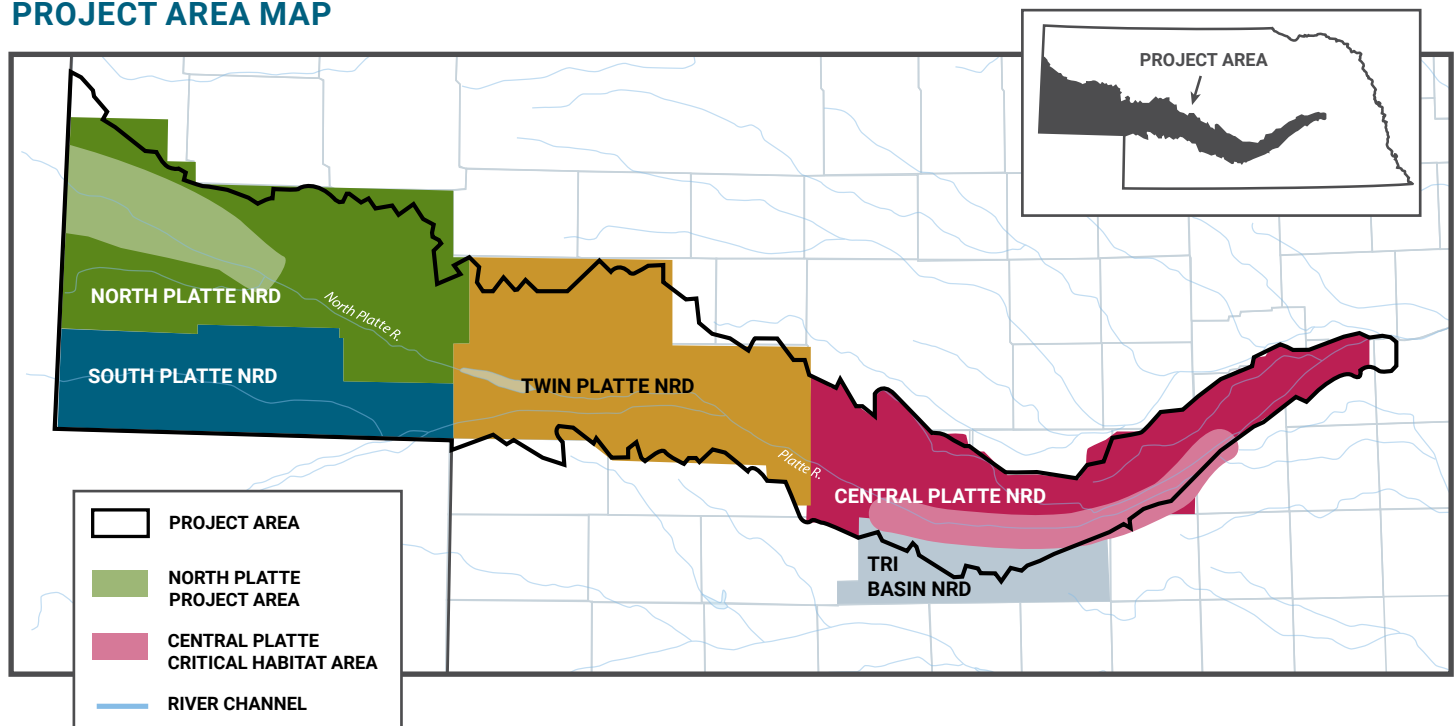 PROJECT AREA MAP
PROJECT AREA
NORTH PLATTE NRD
North Platte R.
SOUTH PLATTE NRD
TWIN PLATTE NRD
Platte R.
CENTRAL PLATTE NRD
TRI
BASIN NRD
PROJECT AREA
NORTH PLATTE
PROJECT AREA
CENTRAL PLATTE
CRITICAL HABITAT AREA
RIVER CHANNEL